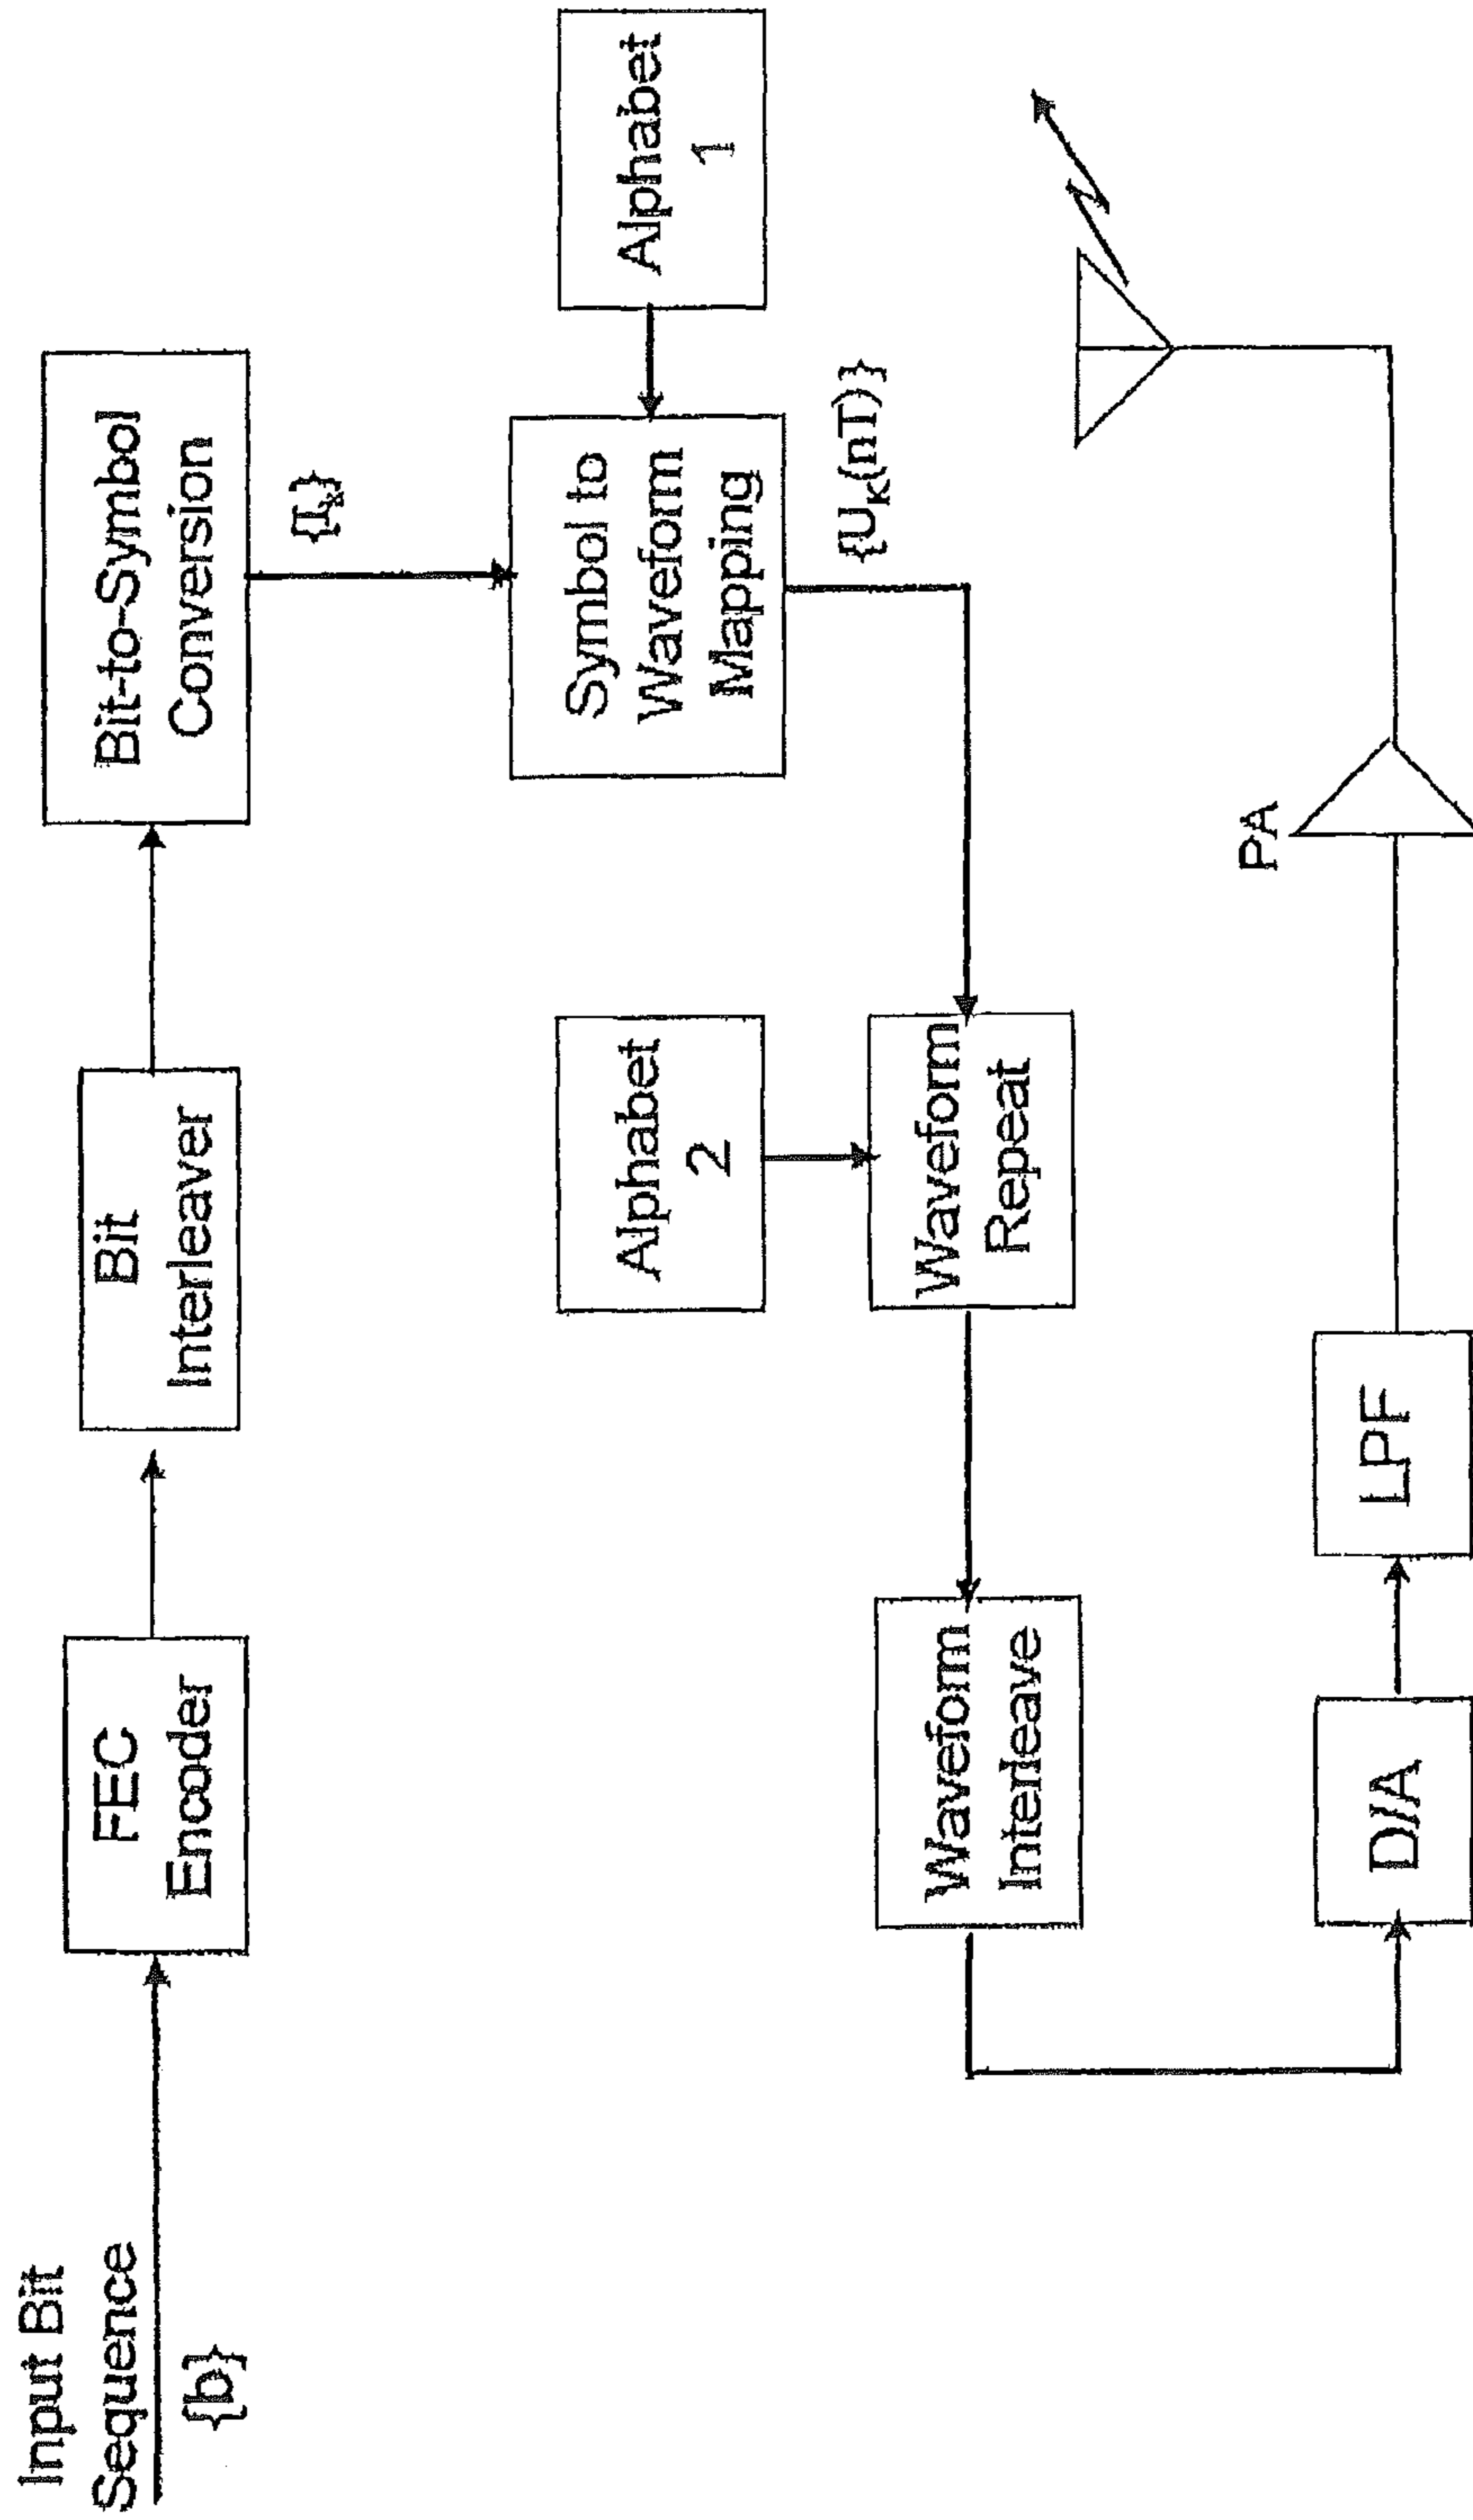 Input Bit
Sequence
{b}
FEC
Encoder
Bit
Interleaver
Bit-to-Symbol
Conversion
{Iₖ}
Symbol to
Waveform
Mapping
Alphabet
1
{U_K(nT)}
Alphabet
2
Waveform
Repeat
Waveform
Interleave
D/A
LPF
PA